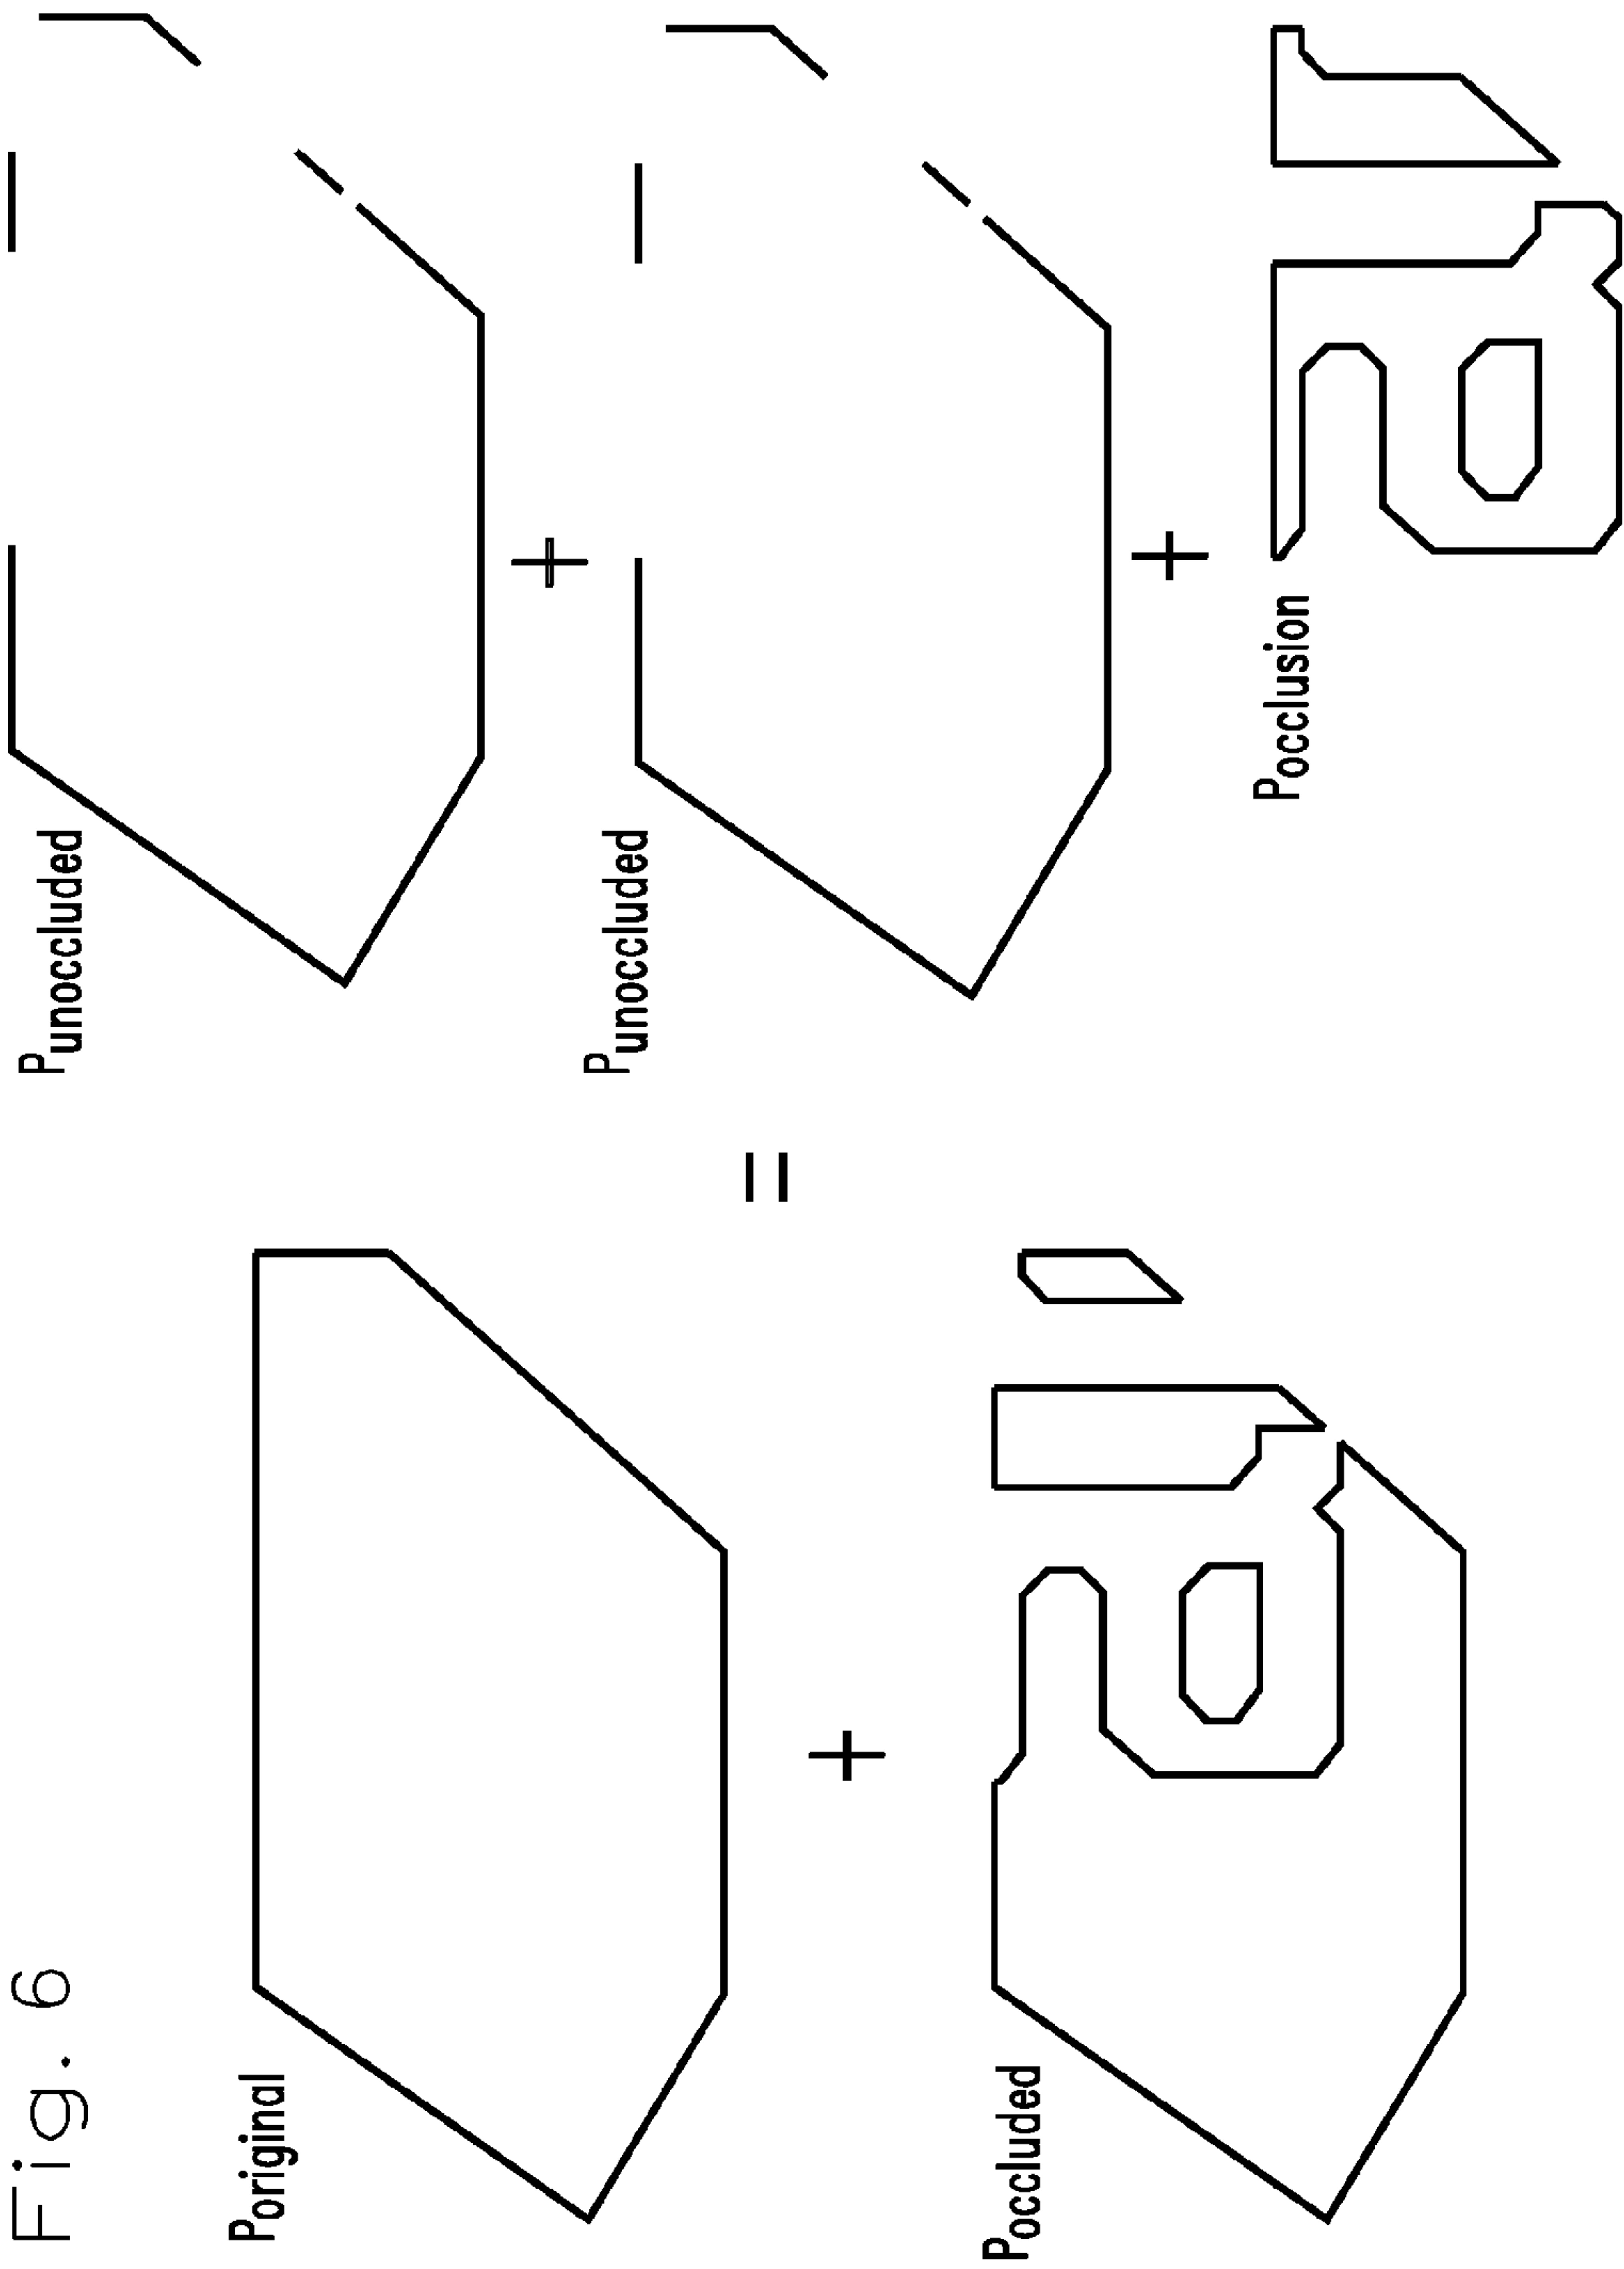 Fig. 6
Poriginal
+
Poccluded
=
Punoccluded
+
Punoccluded
+
Pocclusion